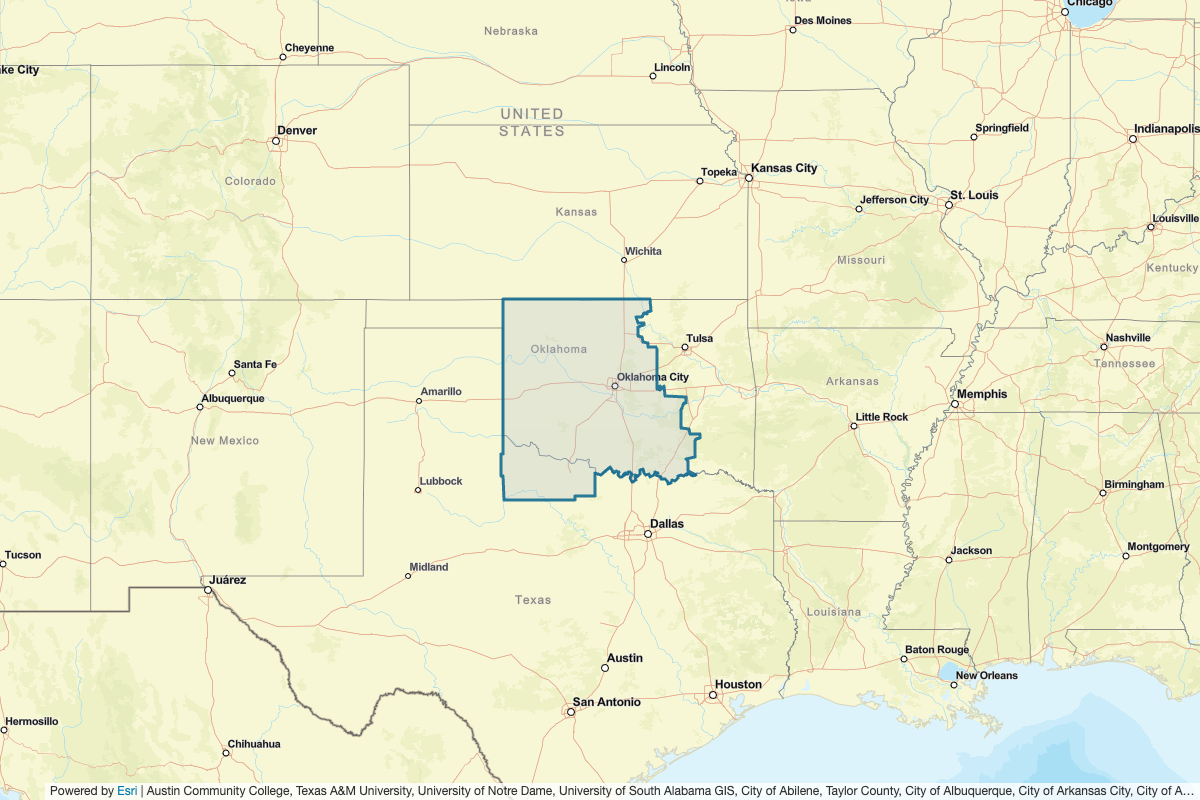 Chicago
Des Moines
Nebraska
Cheyenne
ke City
Lincoln
UNITED
STATES
Denver
Springfield
Indianapolis
Topeka
Kansas City
Colorado
Jefferson City
St. Louis
Kansas
Louisville
Wichita
Missouri
Kentucky
Tulsa
Nashville
Oklahoma
Santa Fe
Tennessee
Oklahoma City
Arkansas
Amarillo
Albuquerque
Memphis
Little Rock
New Mexico
Lubbock
Birmingham
Dallas
Tucson
Jackson
Montgomery
Midland
Juárez
Texas
Louisiana
Austin
Baton Rouge
New Orleans
Houston
San Antonio
Hermosillo
Chihuahua
Powered by Esri | Austin Community College, Texas A&M University, University of Notre Dame, University of South Alabama GIS, City of Abilene, Taylor County, City of Albuquerque, City of Arkansas City, City of A...